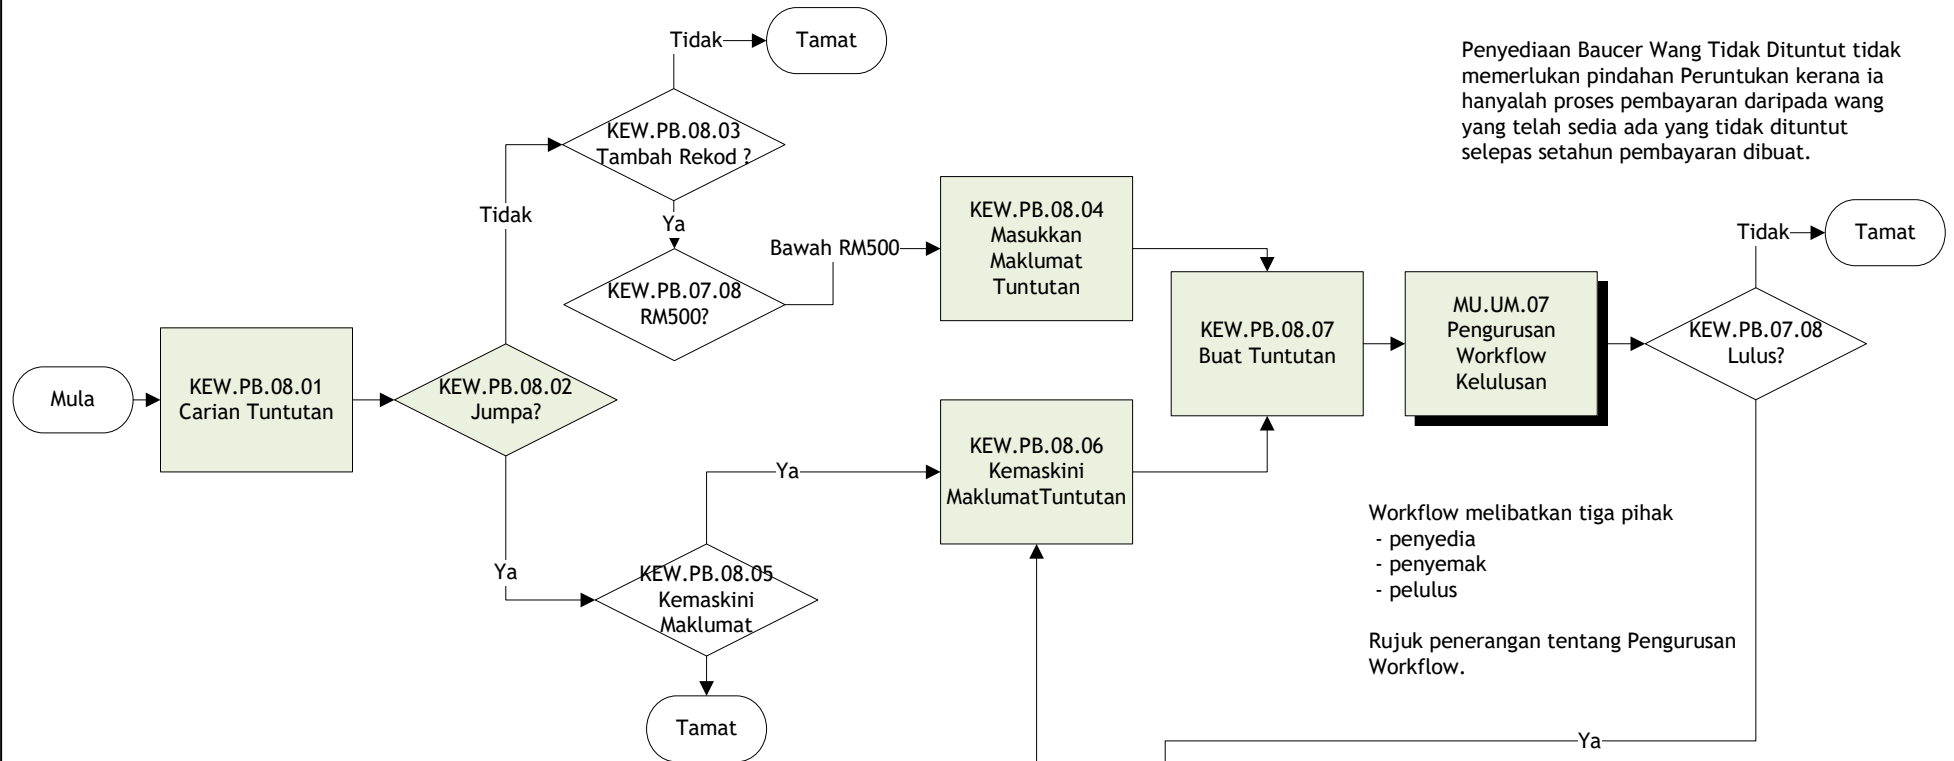 Tidak
Tamat
Penyediaan Baucer Wang Tidak Dituntut tidak
memerlukan pindahan Peruntukan kerana ia
hanyalah proses pembayaran daripada wang
yang telah sedia ada yang tidak dituntut
selepas setahun pembayaran dibuat.
KEW.PB.08.03
Tambah Rekod ?
Tidak
Ya
Bawah RM500
KEW.PB.07.08
RM500?
KEW.PB.08.04
Masukkan
Maklumat
Tuntutan
Tidak
Tamat
KEW.PB.08.07
Buat Tuntutan
MU.UM.07
Pengurusan
Workflow
Kelulusan
KEW.PB.07.08
Lulus?
Mula
KEW.PB.08.01
Carian Tuntutan
KEW.PB.08.02
Jumpa?
Ya
KEW.PB.08.06
Kemaskini
MaklumatTuntutan
Ya
KEW.PB.08.05
Kemaskini
Maklumat
Tamat
Workflow melibatkan tiga pihak
- penyedia
- penyemak
- pelulus
Rujuk penerangan tentang Pengurusan
Workflow.
Ya